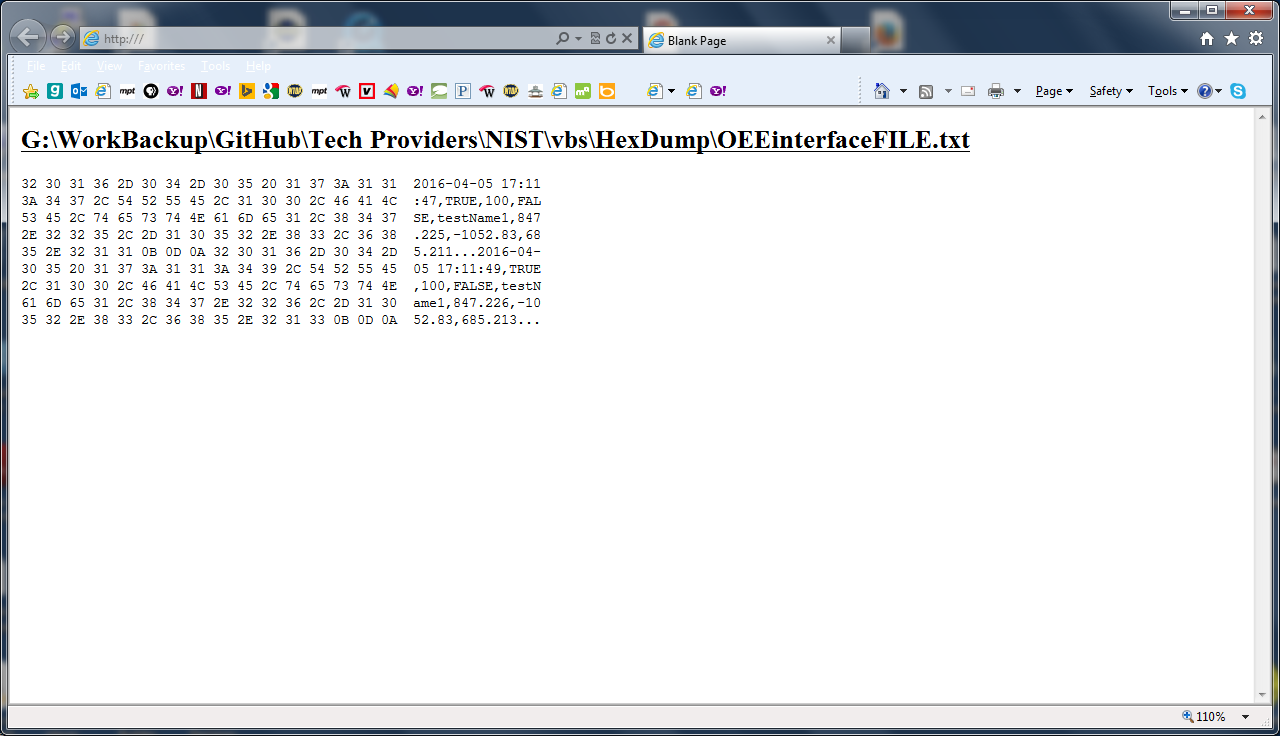 http:///
Blank Page
File Edit View Favorites Tools Help
Page Safety Tools
G:\WorkBackup\GitHub\Tech Providers\NIST\vbs\HexDump\OEEinterfaceFILE.txt
32 30 31 36 2D 30 34 2D 30 35 20 31 37 3A 31 31 2016-04-05 17:11
3A 34 37 2C 54 52 55 45 2C 31 30 30 2C 46 41 4C :47,TRUE,100,FAL
53 45 2C 74 65 73 74 4E 61 6D 65 31 2C 38 34 37 SE,testName1,847
2E 32 32 35 2C 2D 31 30 35 32 2E 38 33 2C 36 38 .225,-1052.83,68
35 2E 32 31 31 0B 0D 0A 32 30 31 36 2D 30 34 2D 5.211...2016-04-
30 35 20 31 37 3A 31 31 3A 34 39 2C 54 52 55 45 05 17:11:49,TRUE
2C 31 30 30 2C 46 41 4C 53 45 2C 74 65 73 74 4E ,100,FALSE,testN
61 6D 65 31 2C 38 34 37 2E 32 32 36 2C 2D 31 30 ame1,847.226,-10
35 32 2E 38 33 2C 36 38 35 2E 32 31 33 0B 0D 0A 52.83,685.213...
110%